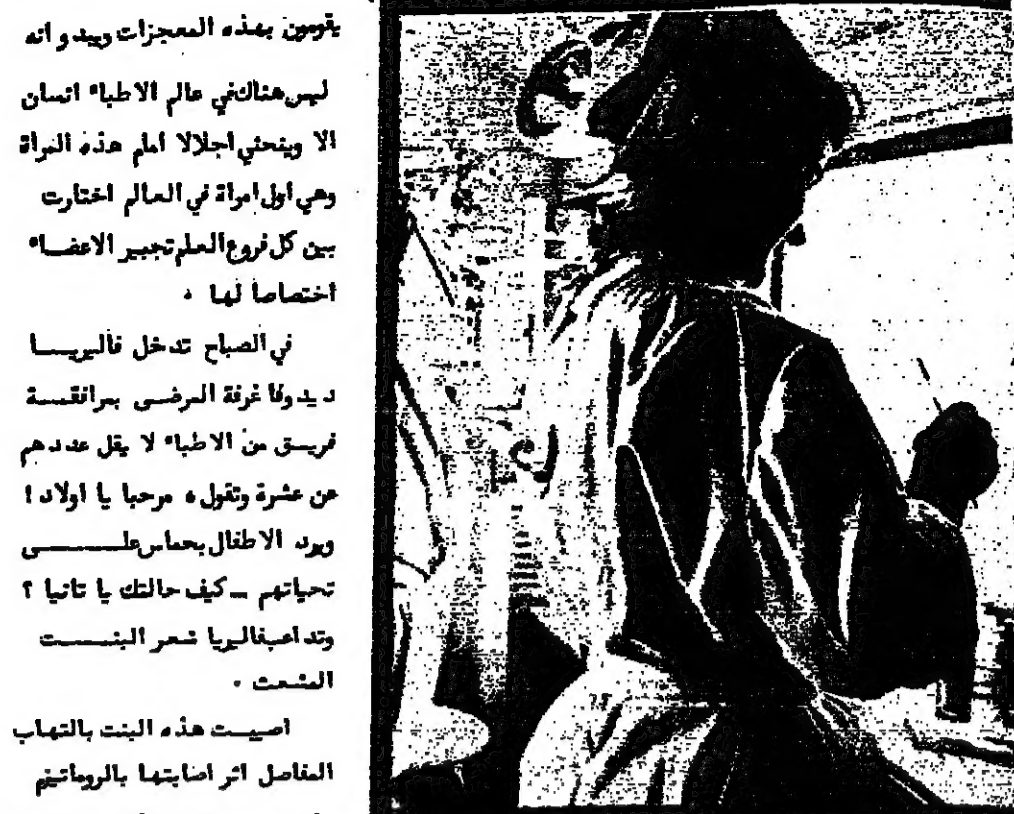 يقومون بهذه المعجزات ويبدو انه
ليس هناك في عالم الاطباء انسان
الا وينحني اجلالا امام هذه المراة
وهي اول امراة في العالم اختارت
بين كل فروع العلم تجبير الاعضاء
اختصاصا لها .
في الصباح تدخل فاليريا
ديدوفا غرفة المرضى بمرافقة
فريق من الاطباء لا يقل عددهم
عن عشرة وتقول ، مرحبا يا اولاد !
ويرد الاطفال بحماس على
تحياتهم _ كيف حالتك يا تانيا ؟
وتداعب فاليريا شعر البنت
المشعث .
اصيبت هذه البنت بالتهاب
المفاصل اثر اصابتها بالروماتيزم